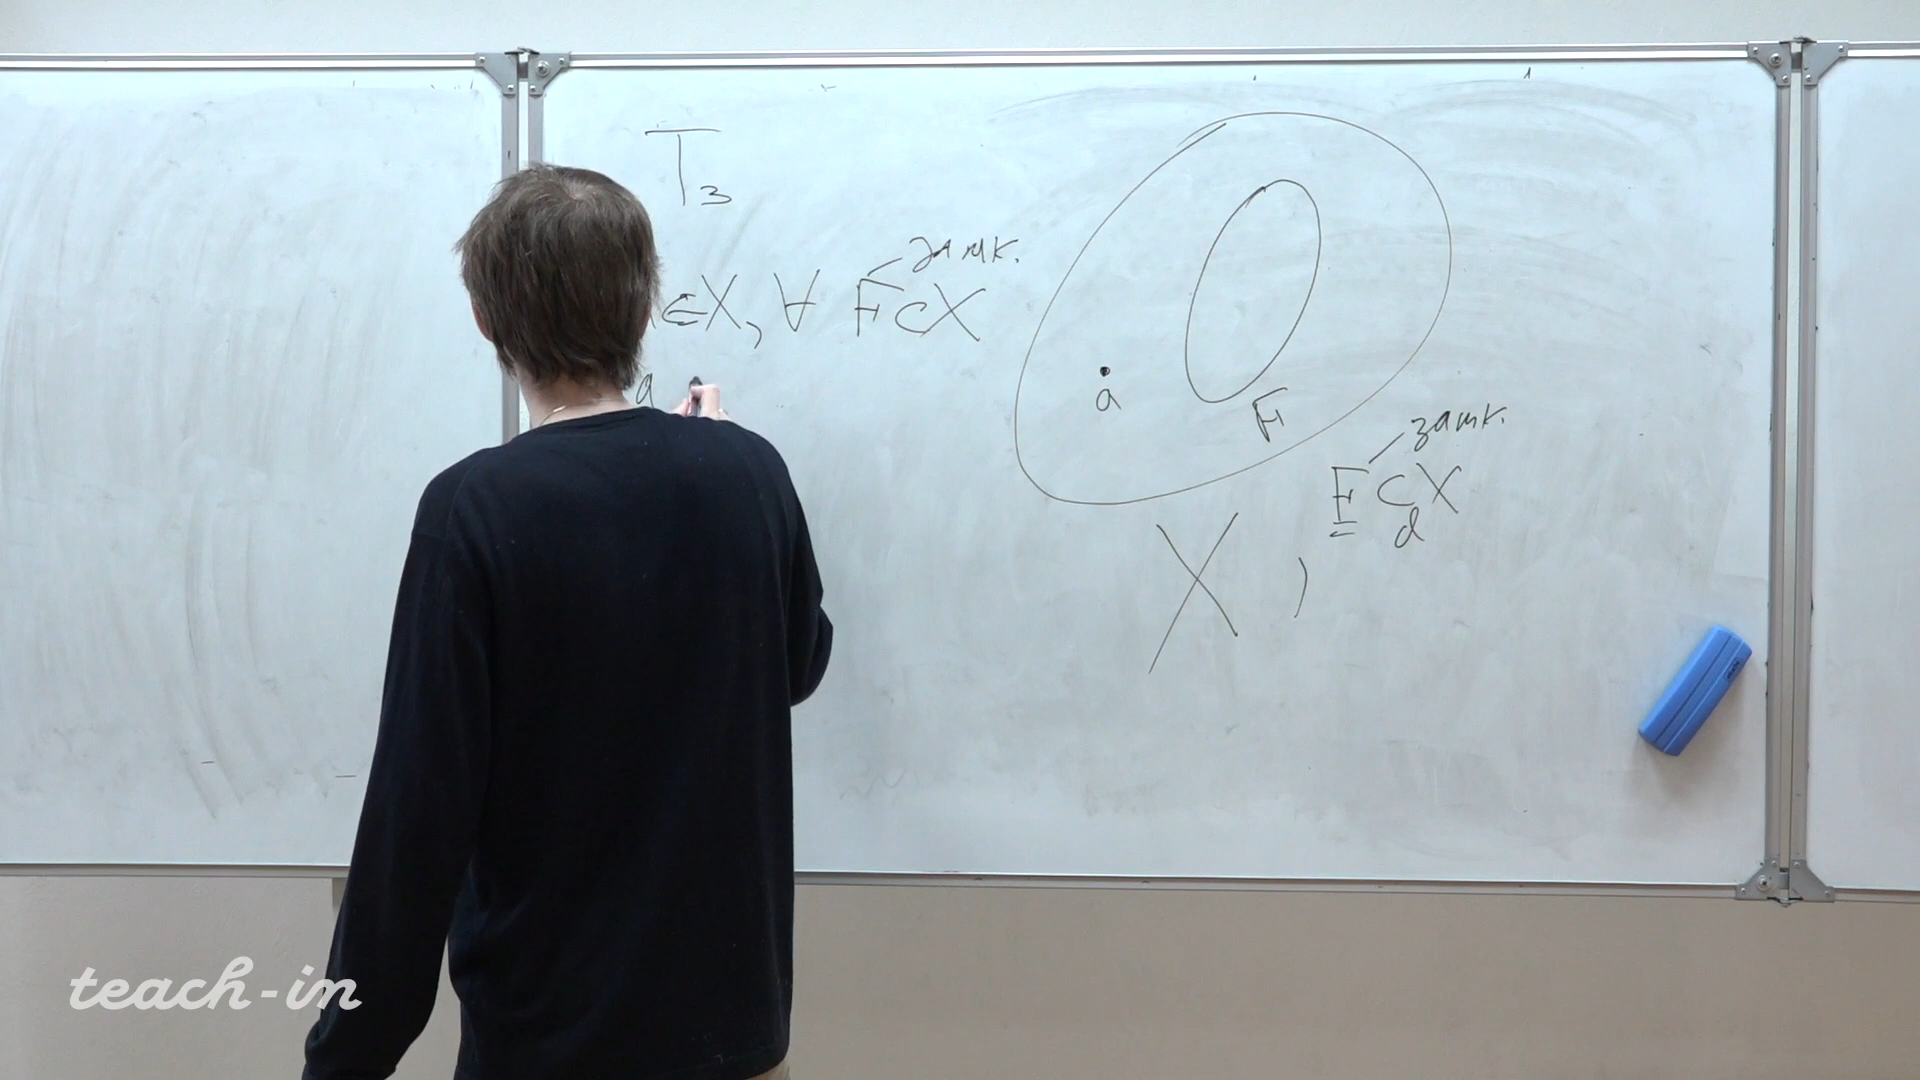 T₃
∈X, ∀ F⊂X
замк.
a
a
F
замк.
F ⊂ X
d
X ,
teach-in